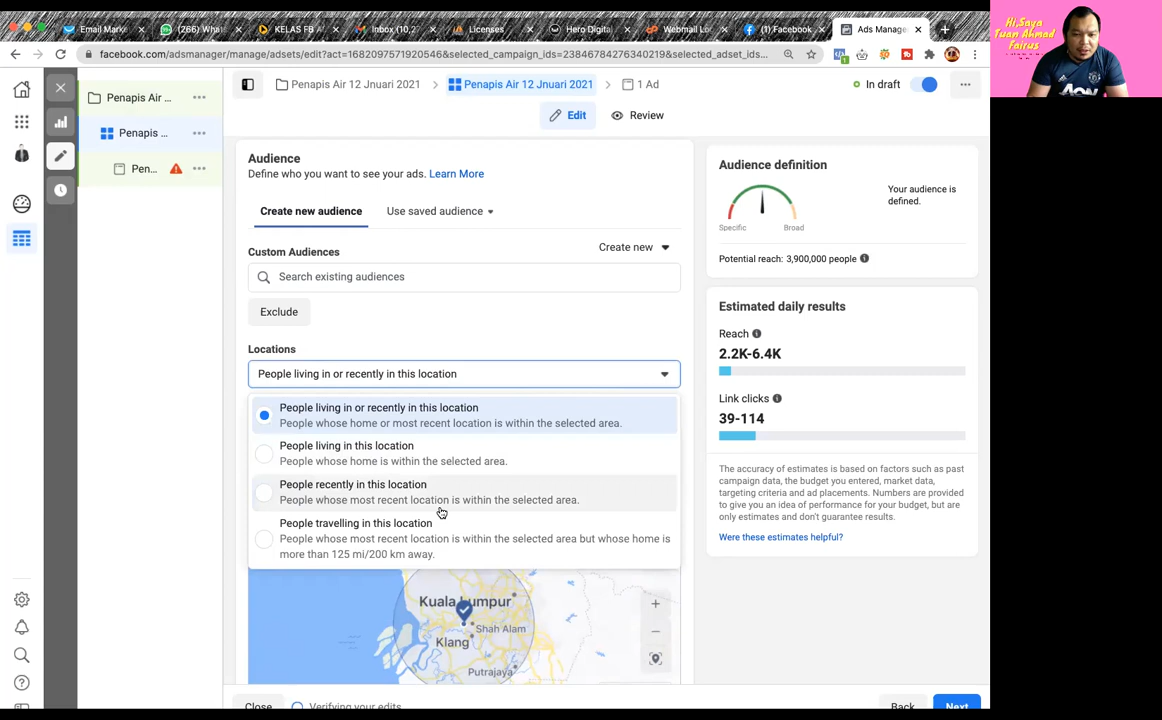 Email Marke
(266) What
KELAS FB A
Inbox (10,2
Licenses
Hero Digital
Webmail Lo
(1) Facebook
Ads Manage
facebook.com/adsmanager/manage/adsets/edit?act=1682097571920546&selected_campaign_ids=23846784276340219&selected_adset_ids...
Hi,Saya
Tuan Ahmad
Fairus
Penapis Air ...
Penapis ...
Pen...
Penapis Air 12 Jnuari 2021
Penapis Air 12 Jnuari 2021
1 Ad
In draft
Edit
Review
Audience
Define who you want to see your ads. Learn More
Create new audience
Use saved audience
Custom Audiences
Create new
Search existing audiences
Exclude
Locations
People living in or recently in this location
People living in or recently in this location
People whose home or most recent location is within the selected area.
People living in this location
People whose home is within the selected area.
People recently in this location
People whose most recent location is within the selected area.
People travelling in this location
People whose most recent location is within the selected area but whose home is
more than 125 mi/200 km away.
Kuala Lumpur
Shah Alam
Klang
Putrajaya
Close
Verifying your edits
Back
Next
Audience definition
Your audience is
defined.
Specific
Broad
Potential reach: 3,900,000 people
Estimated daily results
Reach
2.2K-6.4K
Link clicks
39-114
The accuracy of estimates is based on factors such as past
campaign data, the budget you entered, market data,
targeting criteria and ad placements. Numbers are provided
to give you an idea of performance for your budget, but are
only estimates and don't guarantee results.
Were these estimates helpful?